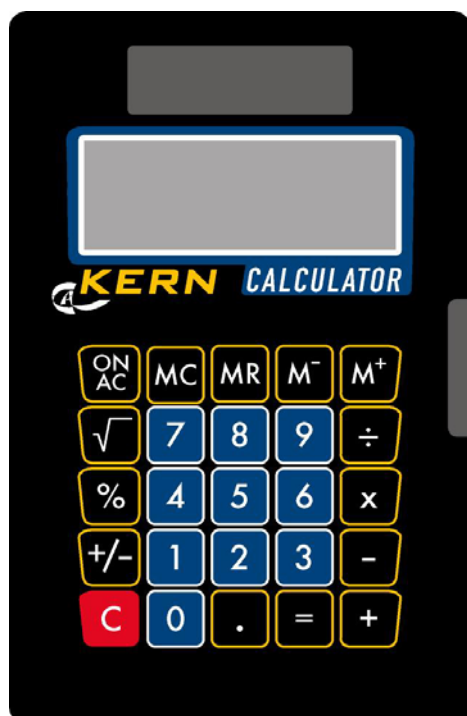 KERN CALCULATOR
ON AC MC MR M⁻ M⁺
√ 7 8 9 ÷
% 4 5 6 x
+/- 1 2 3 -
C 0 . = +